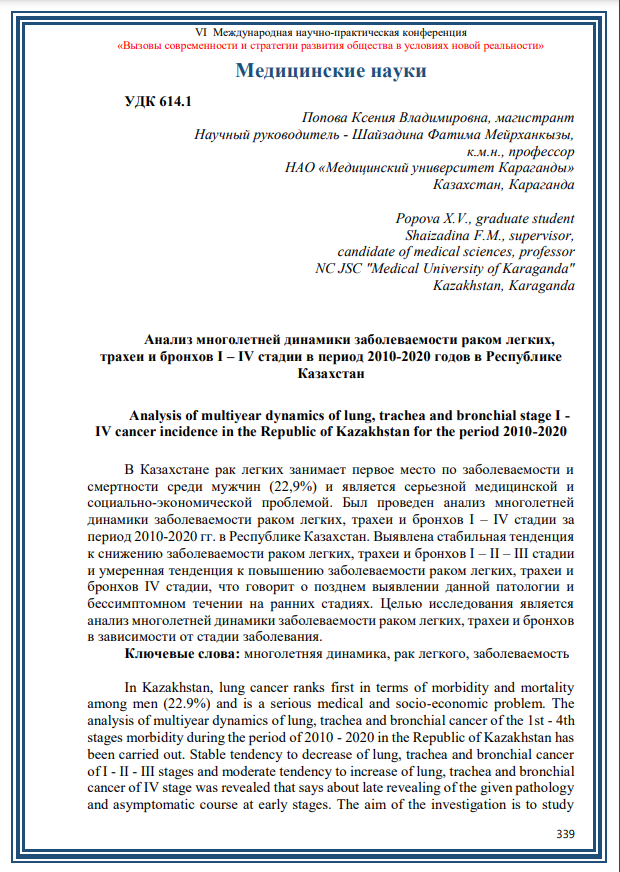 VI Международная научно-практическая конференция
«Вызовы современности и стратегии развития общества в условиях новой реальности»
Медицинские науки
УДК 614.1
Попова Ксения Владимировна, магистрант
Научный руководитель - Шайзадина Фатима Мейрханкызы,
к.м.н., профессор
НАО «Медицинский университет Караганды»
Казахстан, Караганда
Popova X.V., graduate student
Shaizadina F.M., supervisor,
candidate of medical sciences, professor
NC JSC "Medical University of Karaganda"
Kazakhstan, Karaganda
Анализ многолетней динамики заболеваемости раком легких,
трахеи и бронхов I – IV стадии в период 2010-2020 годов в Республике
Казахстан
Analysis of multiyear dynamics of lung, trachea and bronchial stage I -
IV cancer incidence in the Republic of Kazakhstan for the period 2010-2020
В Казахстане рак легких занимает первое место по заболеваемости и
смертности среди мужчин (22,9%) и является серьезной медицинской и
социально-экономической проблемой. Был проведен анализ многолетней
динамики заболеваемости раком легких, трахеи и бронхов I – IV стадии за
период 2010-2020 гг. в Республике Казахстан. Выявлена стабильная тенденция
к снижению заболеваемости раком легких, трахеи и бронхов I – II – III стадии
и умеренная тенденция к повышению заболеваемости раком легких, трахеи и
бронхов IV стадии, что говорит о позднем выявлении данной патологии и
бессимптомном течении на ранних стадиях. Целью исследования является
анализ многолетней динамики заболеваемости раком легких, трахеи и бронхов
в зависимости от стадии заболевания.
Ключевые слова: многолетняя динамика, рак легкого, заболеваемость
In Kazakhstan, lung cancer ranks first in terms of morbidity and mortality
among men (22.9%) and is a serious medical and socio-economic problem. The
analysis of multiyear dynamics of lung, trachea and bronchial cancer of the 1st - 4th
stages morbidity during the period of 2010 - 2020 in the Republic of Kazakhstan has
been carried out. Stable tendency to decrease of lung, trachea and bronchial cancer
of I - II - III stages and moderate tendency to increase of lung, trachea and bronchial
cancer of IV stage was revealed that says about late revealing of the given pathology
and asymptomatic course at early stages. The aim of the investigation is to study
339